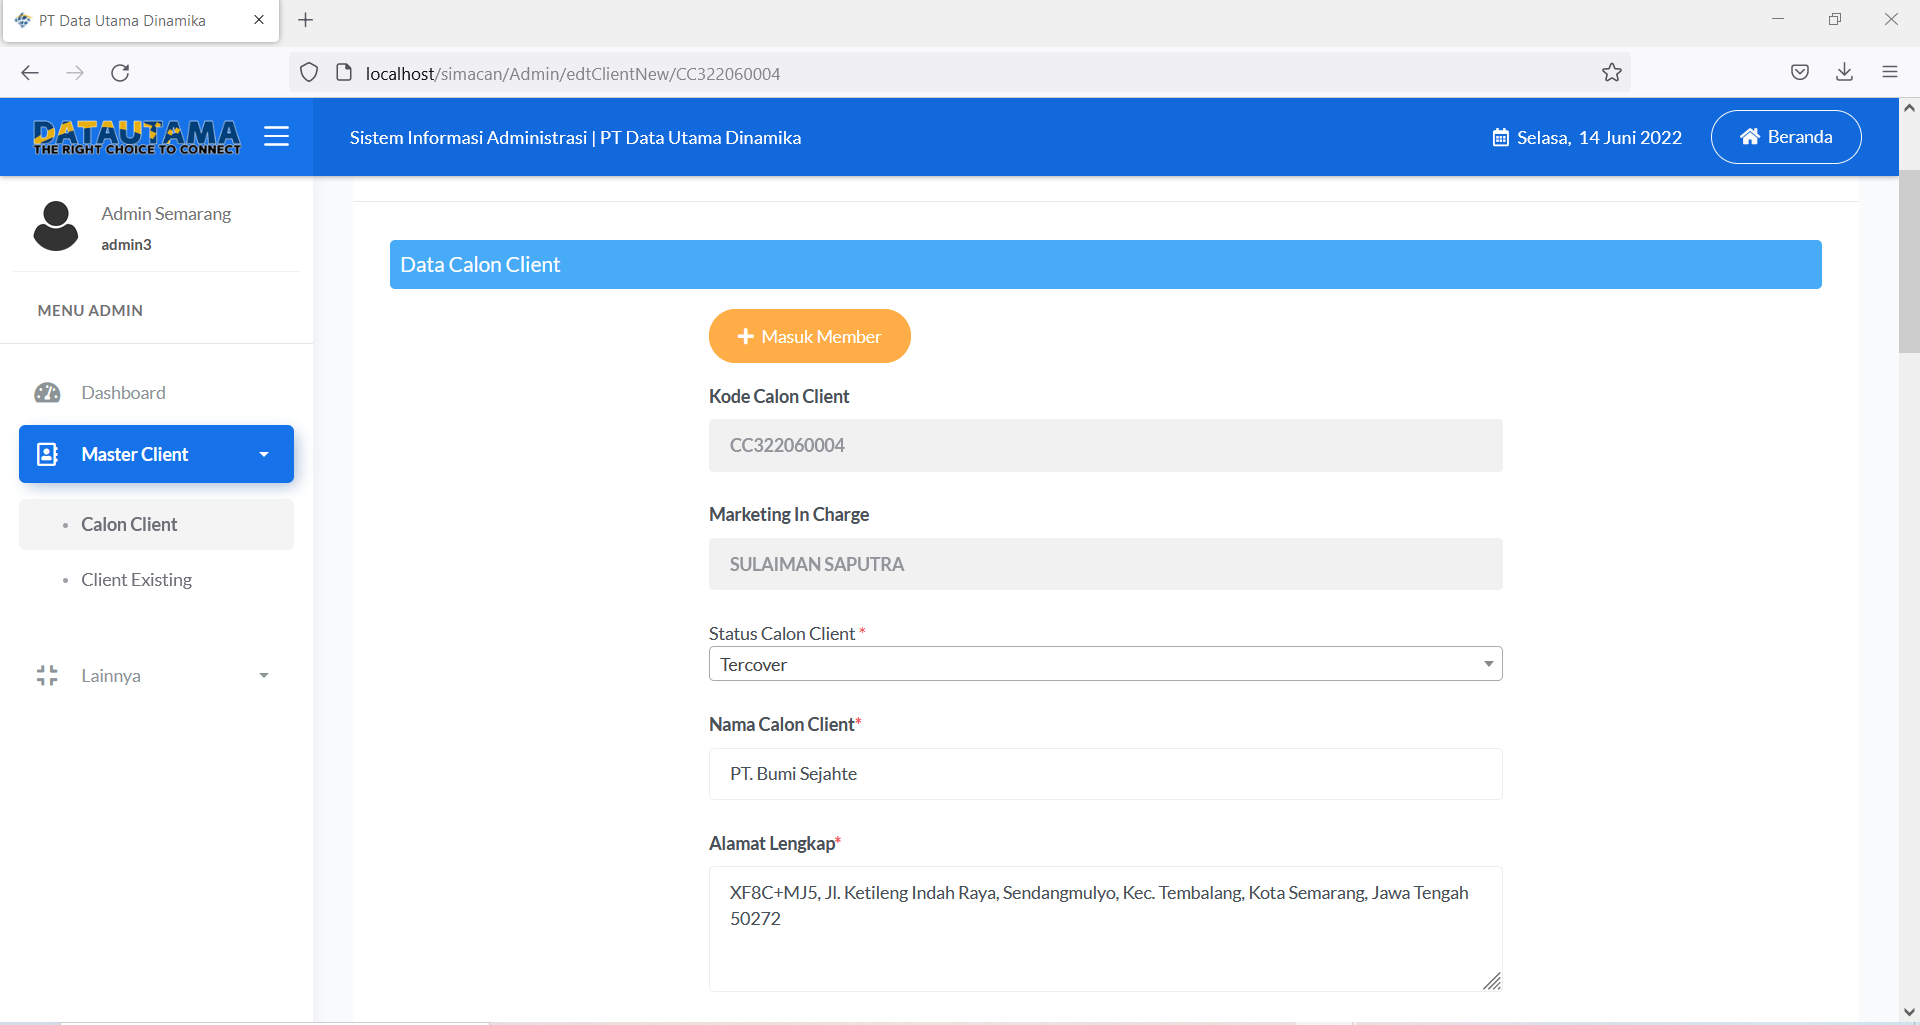 PT Data Utama Dinamika
localhost/simacan/Admin/edtClientNew/CC322060004
DATAUTAMA
THE RIGHT CHOICE TO CONNECT
Sistem Informasi Administrasi | PT Data Utama Dinamika
Selasa, 14 Juni 2022
Beranda
Admin Semarang
admin3
MENU ADMIN
Dashboard
Master Client
Calon Client
Client Existing
Lainnya
Data Calon Client
Masuk Member
Kode Calon Client
CC322060004
Marketing In Charge
SULAIMAN SAPUTRA
Status Calon Client *
Tercover
Nama Calon Client*
PT. Bumi Sejahte
Alamat Lengkap*
XF8C+MJ5, Jl. Ketileng Indah Raya, Sendangmulyo, Kec. Tembalang, Kota Semarang, Jawa Tengah
50272